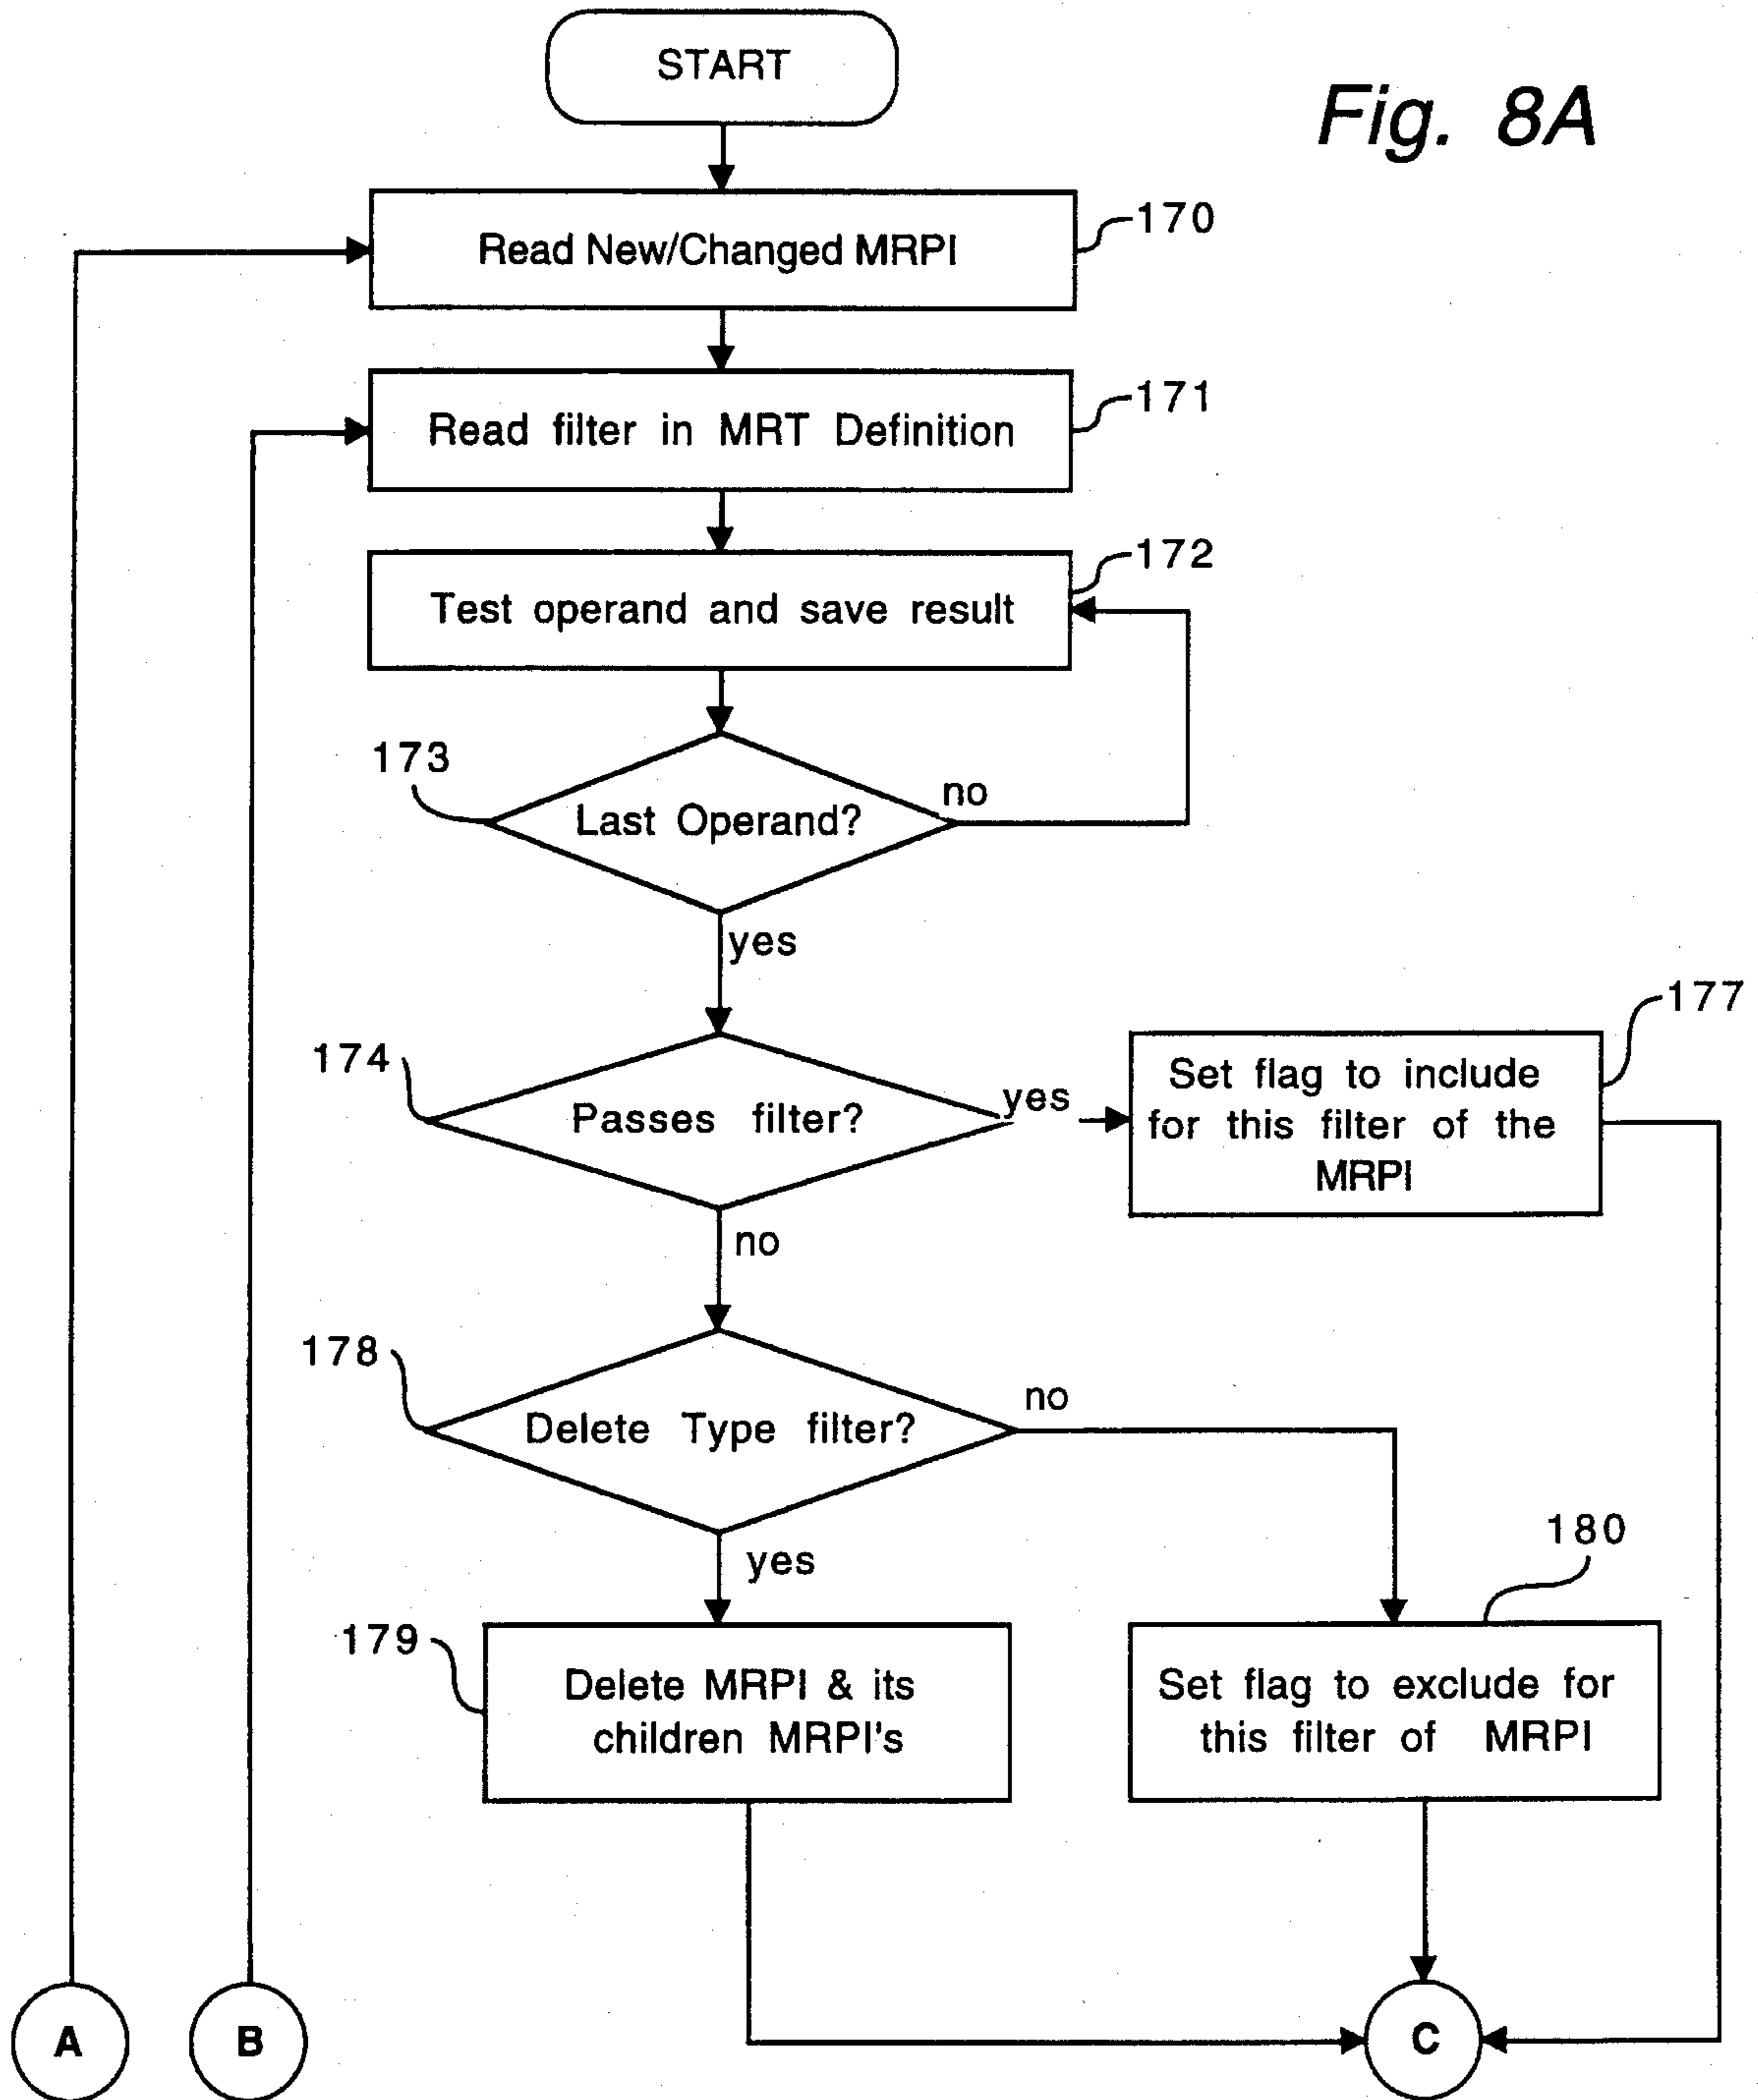 START
Fig. 8A
170
Read New/Changed MRPI
171
Read filter in MRT Definition
172
Test operand and save result
173
Last Operand?
no
yes
177
174
Passes filter?
yes
Set flag to include
for this filter of the
MRPI
no
178
Delete Type filter?
no
yes
180
179
Delete MRPI & its
children MRPI's
Set flag to exclude for
this filter of MRPI
A
B
C